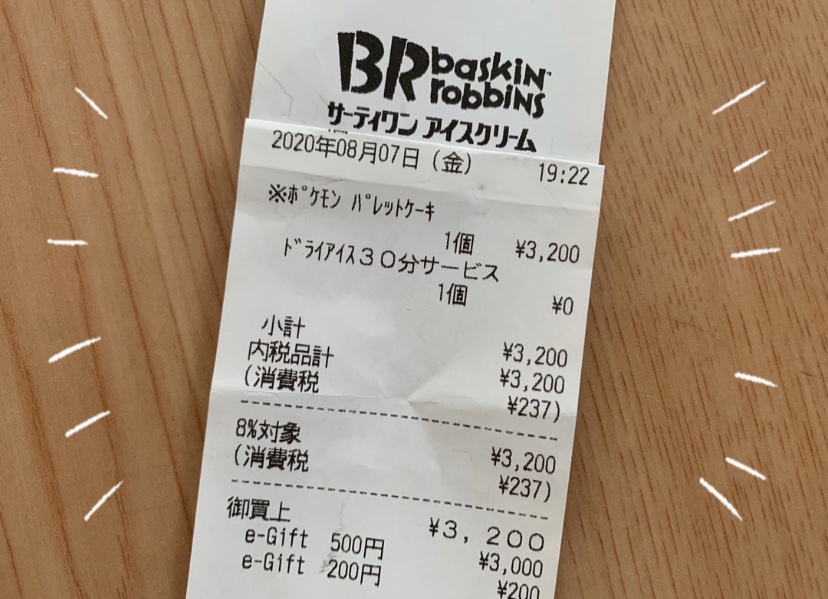 BR baskin robbins
サーティワン アイスクリーム
2020年08月07日(金) 19:22
※ポケモン パレットケーキ
1個 ¥3,200
ドライアイス30分サービス
1個 ¥0
小計 ¥3,200
内税品計 ¥3,200
(消費税 ¥237)
8%対象 ¥3,200
(消費税 ¥237)
御買上 ¥3,200
e-Gift 500円 ¥3,000
e-Gift 200円 ¥200